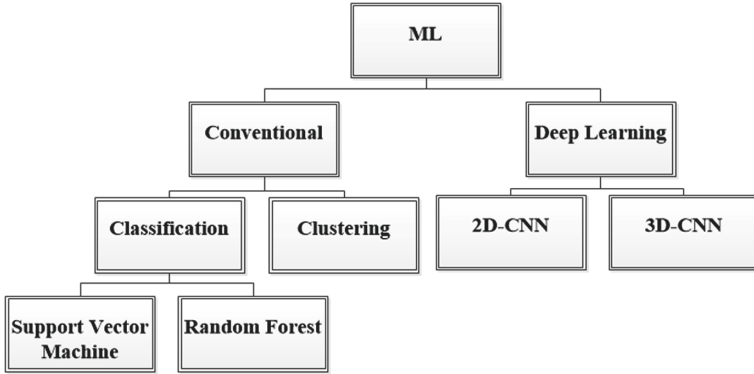 ML
Conventional
Deep Learning
Classification
Clustering
2D-CNN
3D-CNN
Support Vector
Machine
Random Forest